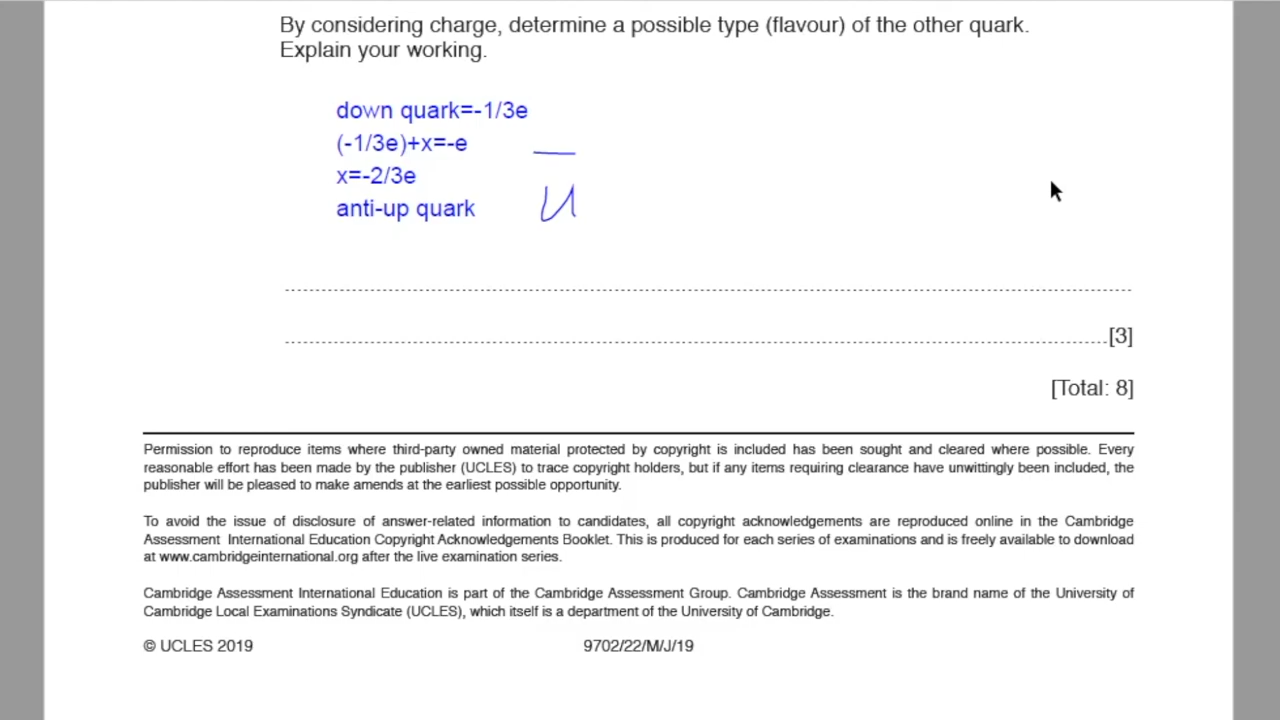 By considering charge, determine a possible type (flavour) of the other quark.
Explain your working.
down quark=-1/3e
(-1/3e)+x=-e
x=-2/3e
anti-up quark u̅
[3]
[Total: 8]
Permission to reproduce items where third-party owned material protected by copyright is included has been sought and cleared where possible. Every
reasonable effort has been made by the publisher (UCLES) to trace copyright holders, but if any items requiring clearance have unwittingly been included, the
publisher will be pleased to make amends at the earliest possible opportunity.
To avoid the issue of disclosure of answer-related information to candidates, all copyright acknowledgements are reproduced online in the Cambridge
Assessment International Education Copyright Acknowledgements Booklet. This is produced for each series of examinations and is freely available to download
at www.cambridgeinternational.org after the live examination series.
Cambridge Assessment International Education is part of the Cambridge Assessment Group. Cambridge Assessment is the brand name of the University of
Cambridge Local Examinations Syndicate (UCLES), which itself is a department of the University of Cambridge.
© UCLES 2019 9702/22/M/J/19